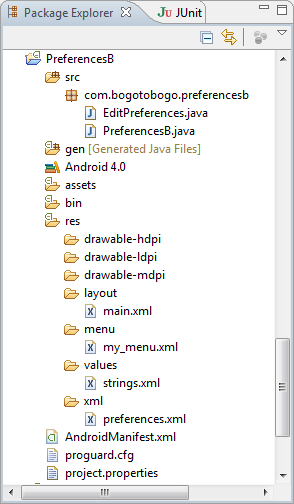 Package Explorer JUnit
PreferencesB
src
com.bogotobogo.preferencesb
EditPreferences.java
PreferencesB.java
gen [Generated Java Files]
Android 4.0
assets
bin
res
drawable-hdpi
drawable-ldpi
drawable-mdpi
layout
main.xml
menu
my_menu.xml
values
strings.xml
xml
preferences.xml
AndroidManifest.xml
proguard.cfg
project.properties